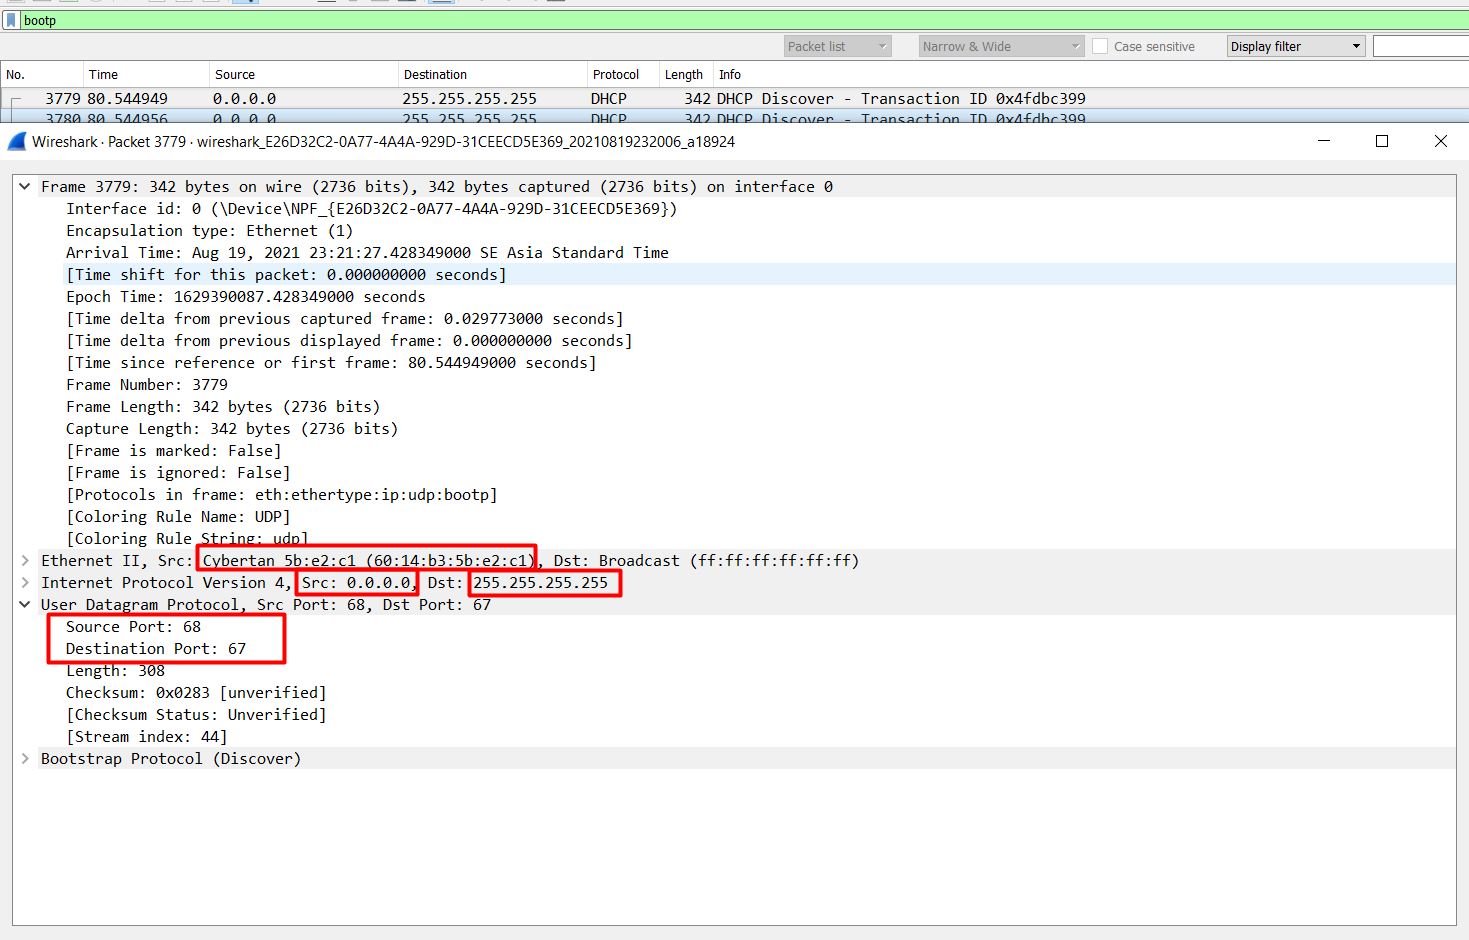 bootp
Packet list Narrow & Wide Case sensitive Display filter
No. Time Source Destination Protocol Length Info
3779 80.544949 0.0.0.0 255.255.255.255 DHCP 342 DHCP Discover - Transaction ID 0x4fdbc399
3780 80.544956 0.0.0.0 255.255.255.255 DHCP 342 DHCP Discover - Transaction ID 0x4fdbc399
Wireshark · Packet 3779 · wireshark_E26D32C2-0A77-4A4A-929D-31CEECD5E369_20210819232006_a18924
Frame 3779: 342 bytes on wire (2736 bits), 342 bytes captured (2736 bits) on interface 0
Interface id: 0 (\Device\NPF_{E26D32C2-0A77-4A4A-929D-31CEECD5E369})
Encapsulation type: Ethernet (1)
Arrival Time: Aug 19, 2021 23:21:27.428349000 SE Asia Standard Time
[Time shift for this packet: 0.000000000 seconds]
Epoch Time: 1629390087.428349000 seconds
[Time delta from previous captured frame: 0.029773000 seconds]
[Time delta from previous displayed frame: 0.000000000 seconds]
[Time since reference or first frame: 80.544949000 seconds]
Frame Number: 3779
Frame Length: 342 bytes (2736 bits)
Capture Length: 342 bytes (2736 bits)
[Frame is marked: False]
[Frame is ignored: False]
[Protocols in frame: eth:ethertype:ip:udp:bootp]
[Coloring Rule Name: UDP]
[Coloring Rule String: udp]
Ethernet II, Src: Cybertan_5b:e2:c1 (60:14:b3:5b:e2:c1), Dst: Broadcast (ff:ff:ff:ff:ff:ff)
Internet Protocol Version 4, Src: 0.0.0.0, Dst: 255.255.255.255
User Datagram Protocol, Src Port: 68, Dst Port: 67
Source Port: 68
Destination Port: 67
Length: 308
Checksum: 0x0283 [unverified]
[Checksum Status: Unverified]
[Stream index: 44]
Bootstrap Protocol (Discover)